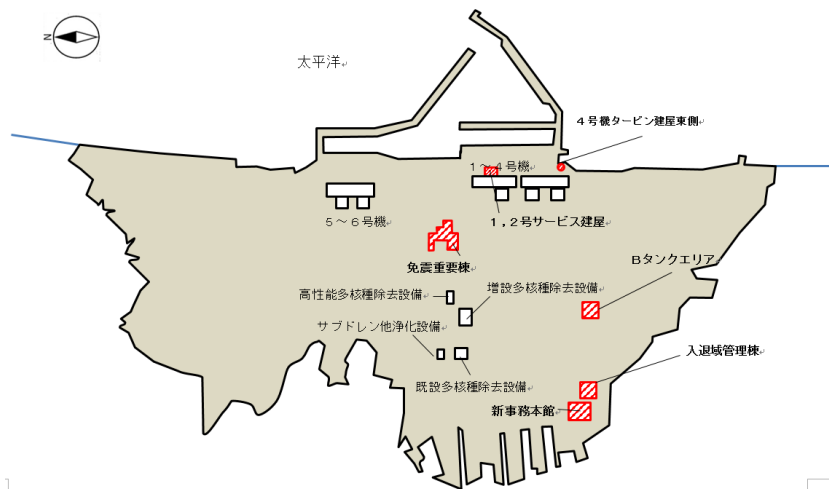 N
太平洋
4号機タービン建屋東側
1～4号機
5～6号機
1，2号サービス建屋
免震重要棟
Bタンクエリア
高性能多核種除去設備
増設多核種除去設備
サブドレン他浄化設備
入退域管理棟
既設多核種除去設備
新事務本館